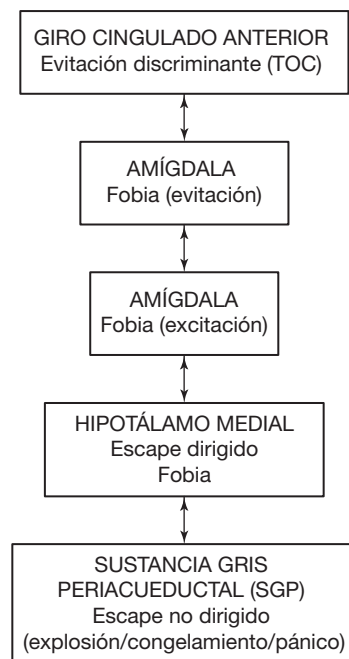 GIRO CINGULADO ANTERIOR
Evitación discriminante (TOC)
AMÍGDALA
Fobia (evitación)
AMÍGDALA
Fobia (excitación)
HIPOTÁLAMO MEDIAL
Escape dirigido
Fobia
SUSTANCIA GRIS
PERIACUEDUCTAL (SGP)
Escape no dirigido
(explosión/congelamiento/pánico)